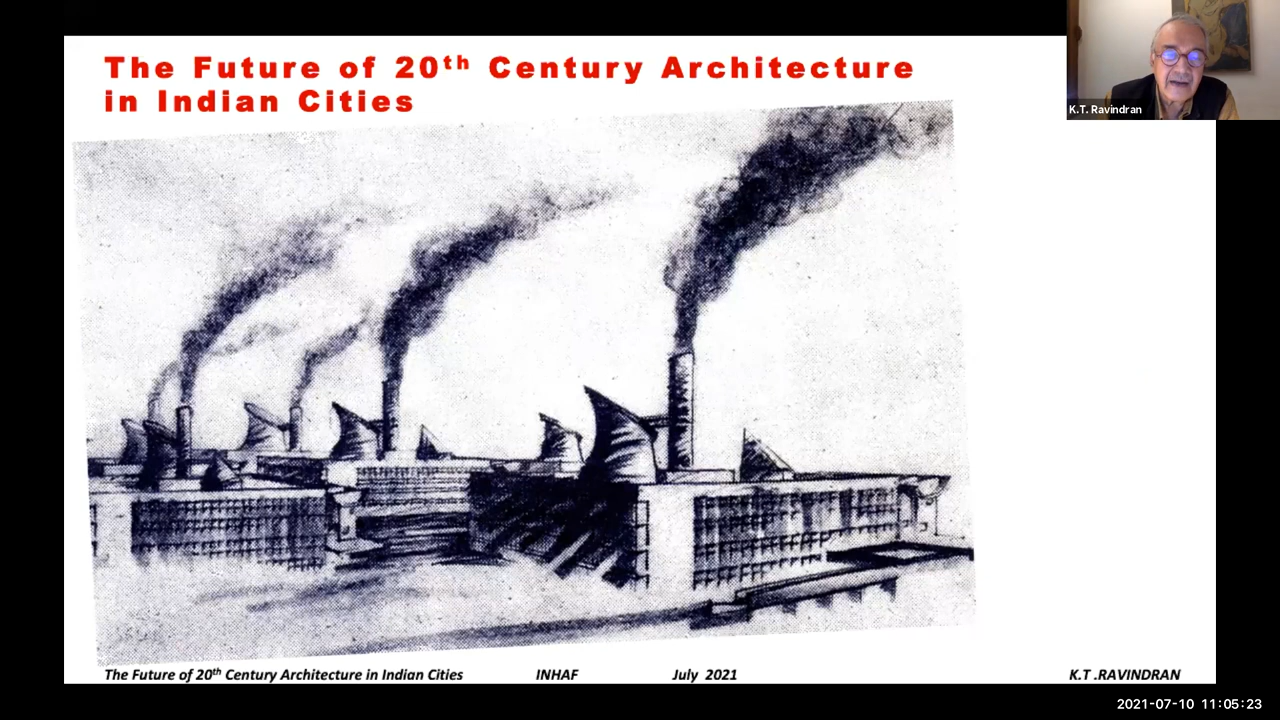 The Future of 20th Century Architecture
in Indian Cities
K.T. Ravindran
The Future of 20th Century Architecture in Indian Cities INHAF July 2021 K.T .RAVINDRAN
2021-07-10 11:05:23